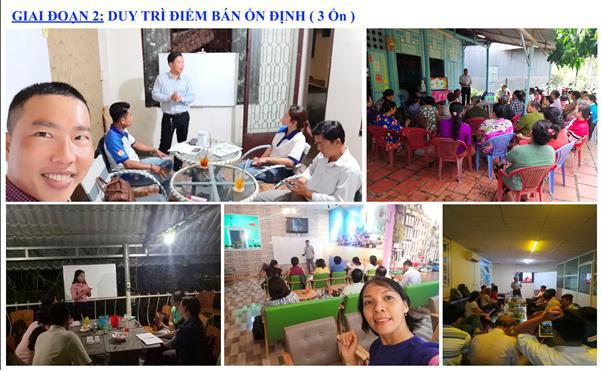 GIAI ĐOẠN 2: DUY TRÌ ĐIỂM BÁN ỔN ĐỊNH ( 3 Ổn )